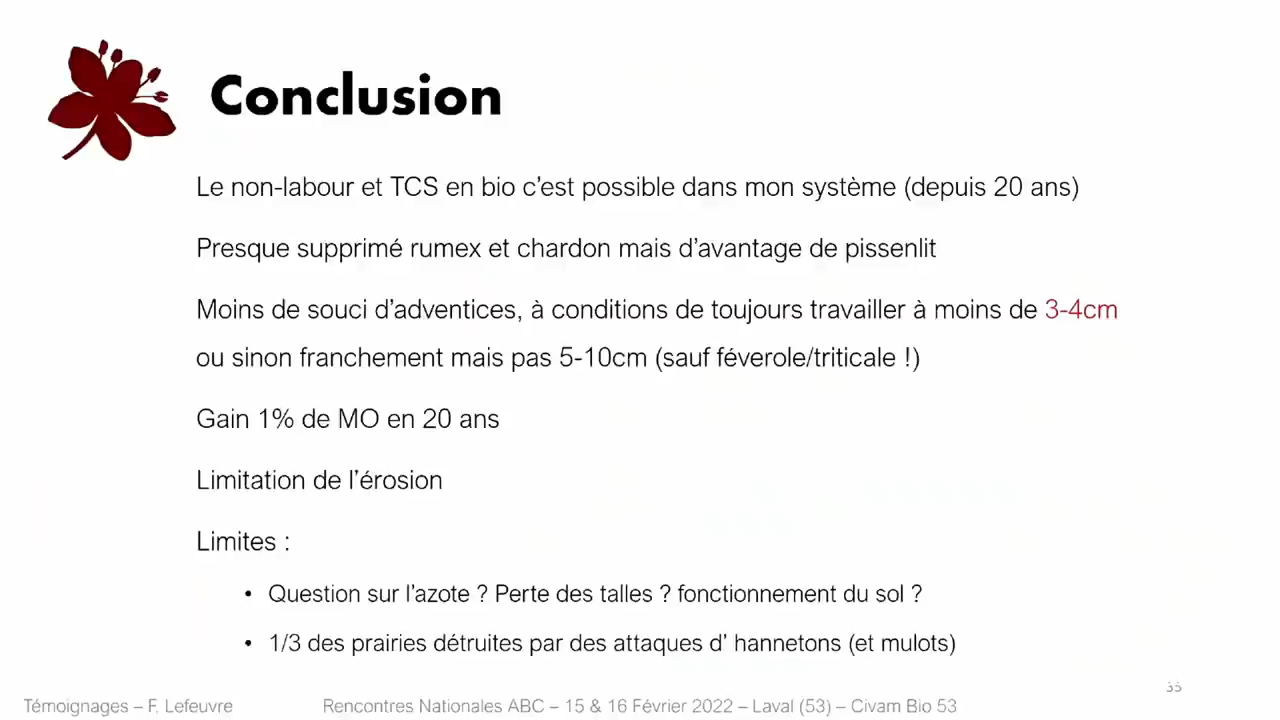 Conclusion
Le non-labour et TCS en bio c'est possible dans mon système (depuis 20 ans)
Presque supprimé rumex et chardon mais d'avantage de pissenlit
Moins de souci d'adventices, à conditions de toujours travailler à moins de 3-4cm
ou sinon franchement mais pas 5-10cm (sauf féverole/triticale !)
Gain 1% de MO en 20 ans
Limitation de l'érosion
Limites :
• Question sur l'azote ? Perte des talles ? fonctionnement du sol ?
• 1/3 des prairies détruites par des attaques d' hannetons (et mulots)
Témoignages – F. Lefeuvre
Rencontres Nationales ABC – 15 & 16 Février 2022 – Laval (53) – Civam Bio 53